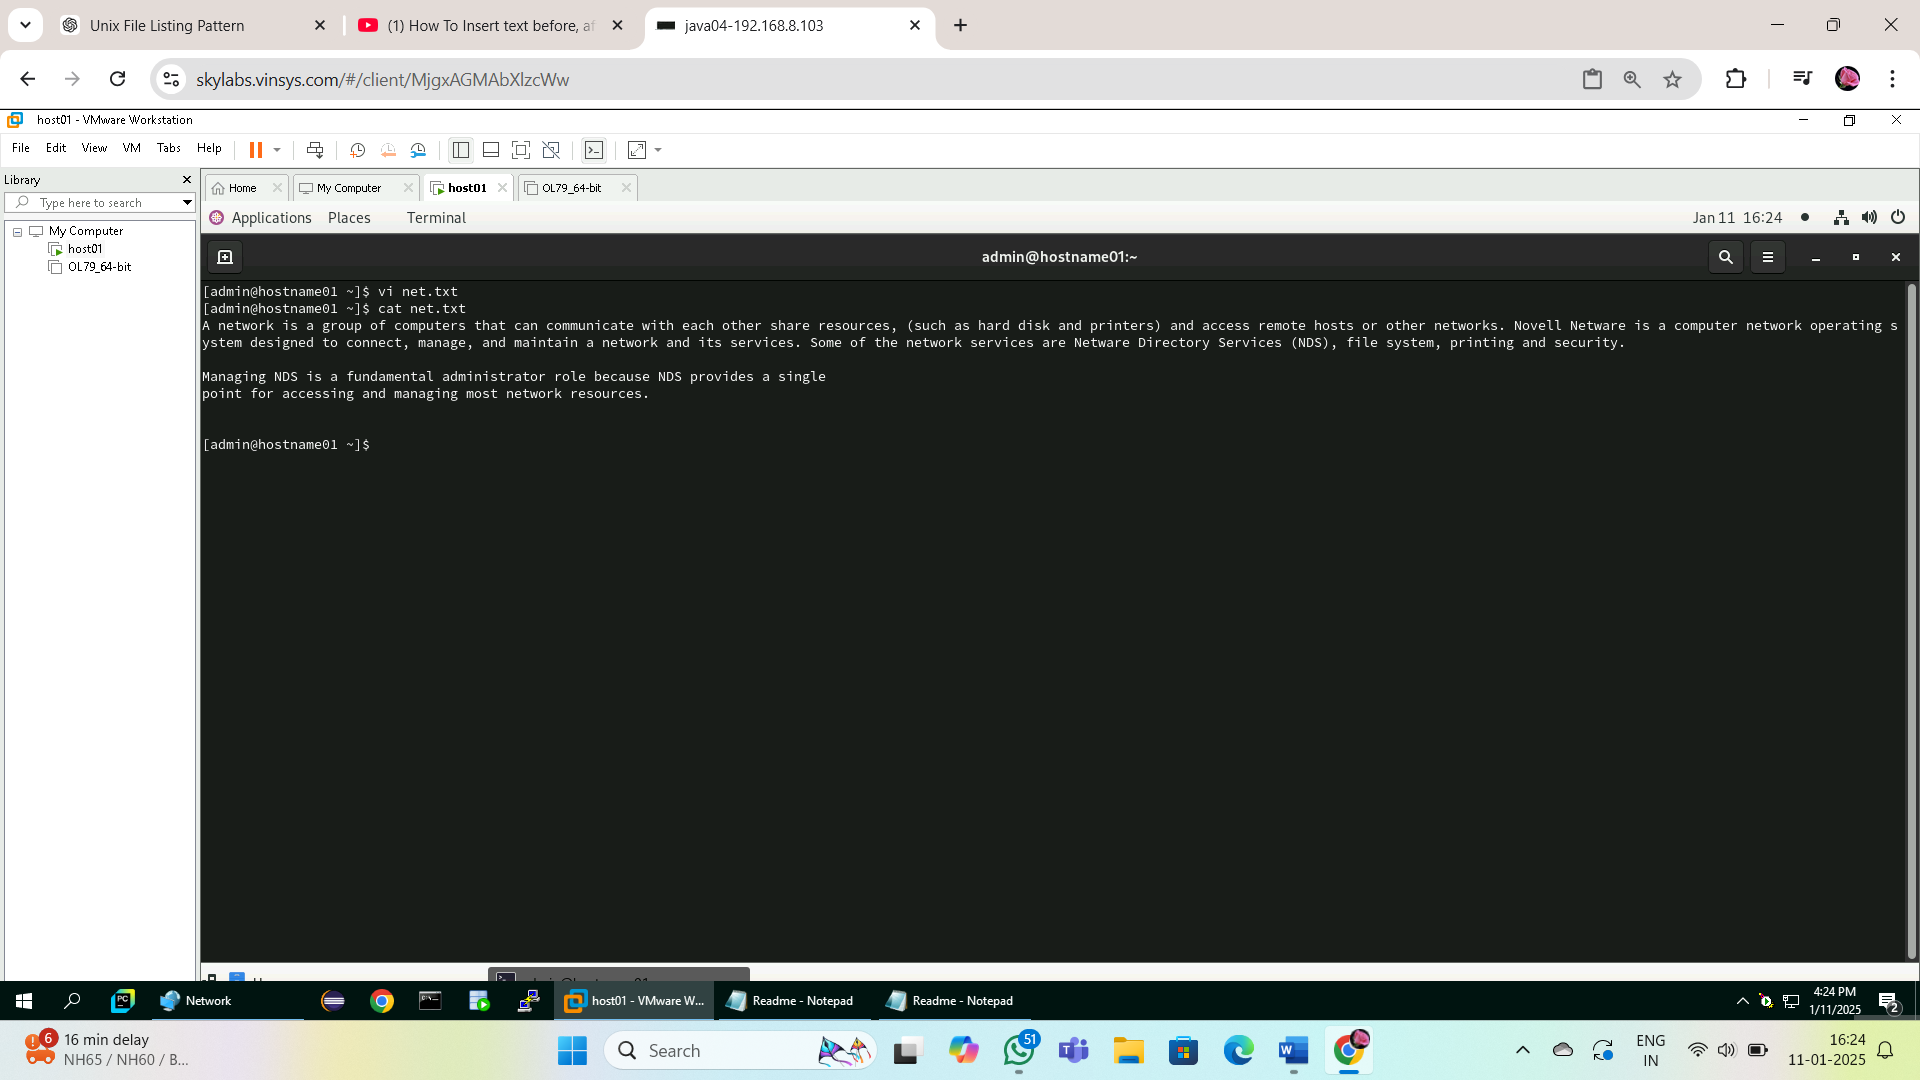 Unix File Listing Pattern
(1) How To Insert text before, af
java04-192.168.8.103
skylabs.vinsys.com/#/client/MjgxAGMAbXlzcWw
host01 - VMware Workstation
File Edit View VM Tabs Help
Library
Type here to search
My Computer
host01
OL79_64-bit
Home
My Computer
host01
OL79_64-bit
Applications Places Terminal
Jan 11 16:24
admin@hostname01:~
[admin@hostname01 ~]$ vi net.txt
[admin@hostname01 ~]$ cat net.txt
A network is a group of computers that can communicate with each other share resources, (such as hard disk and printers) and access remote hosts or other networks. Novell Netware is a computer network operating s
ystem designed to connect, manage, and maintain a network and its services. Some of the network services are Netware Directory Services (NDS), file system, printing and security.
Managing NDS is a fundamental administrator role because NDS provides a single
point for accessing and managing most network resources.
[admin@hostname01 ~]$
Network
host01 - VMware W...
Readme - Notepad
Readme - Notepad
4:24 PM
1/11/2025
2
6
16 min delay
NH65 / NH60 / B...
Search
51
ENG
IN
16:24
11-01-2025